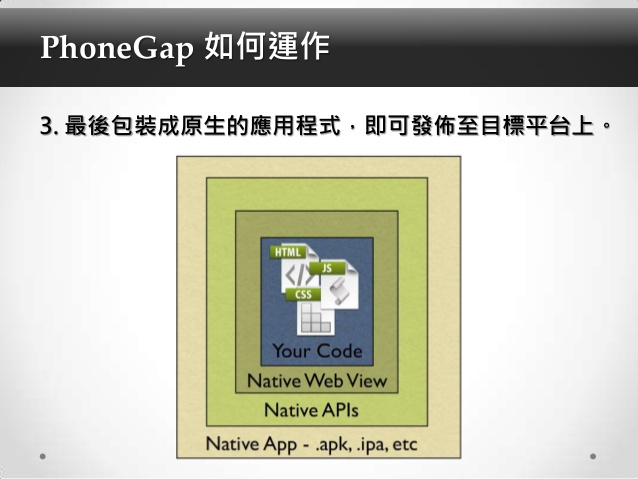 PhoneGap 如何運作
3. 最後包裝成原生的應用程式，即可發佈至目標平台上。
HTML
JS
CSS
Your Code
Native Web View
Native APIs
Native App - .apk, .ipa, etc